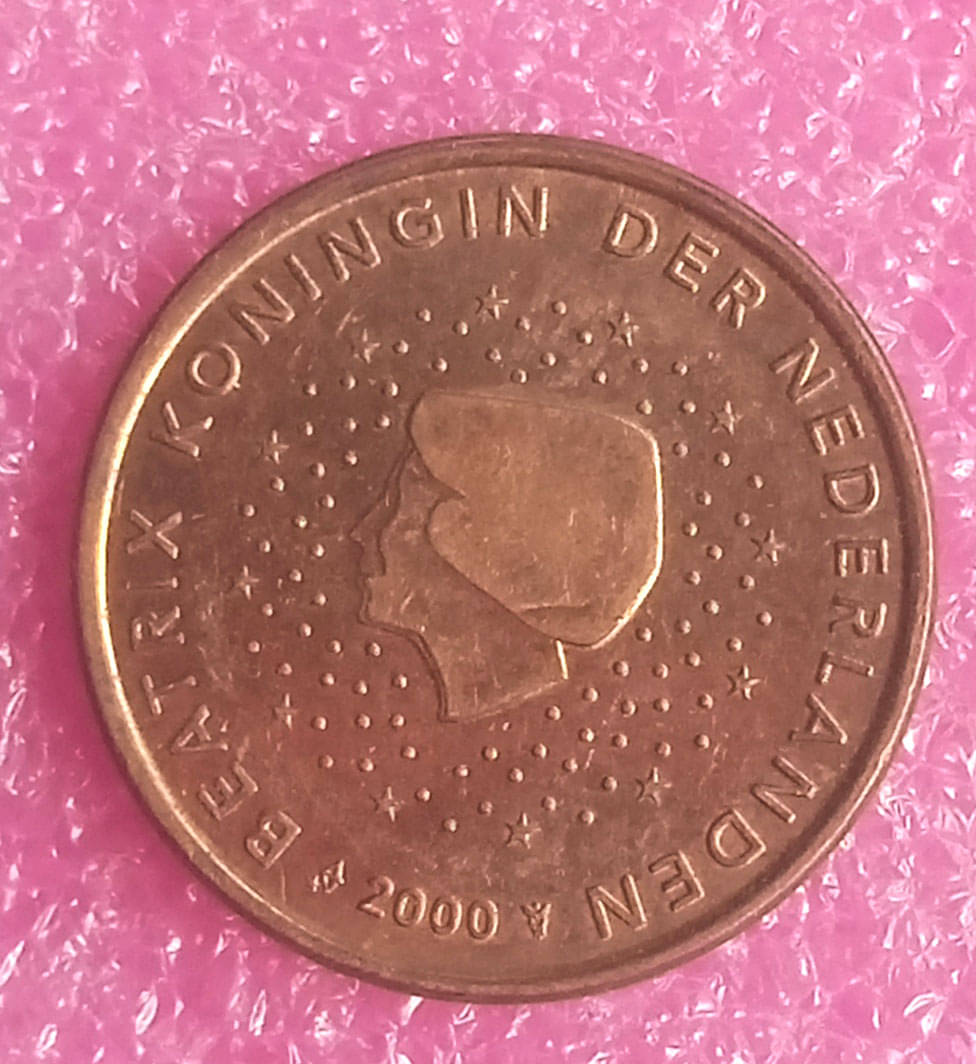 BEATRIX KONINGIN DER NEDERLANDEN
2000